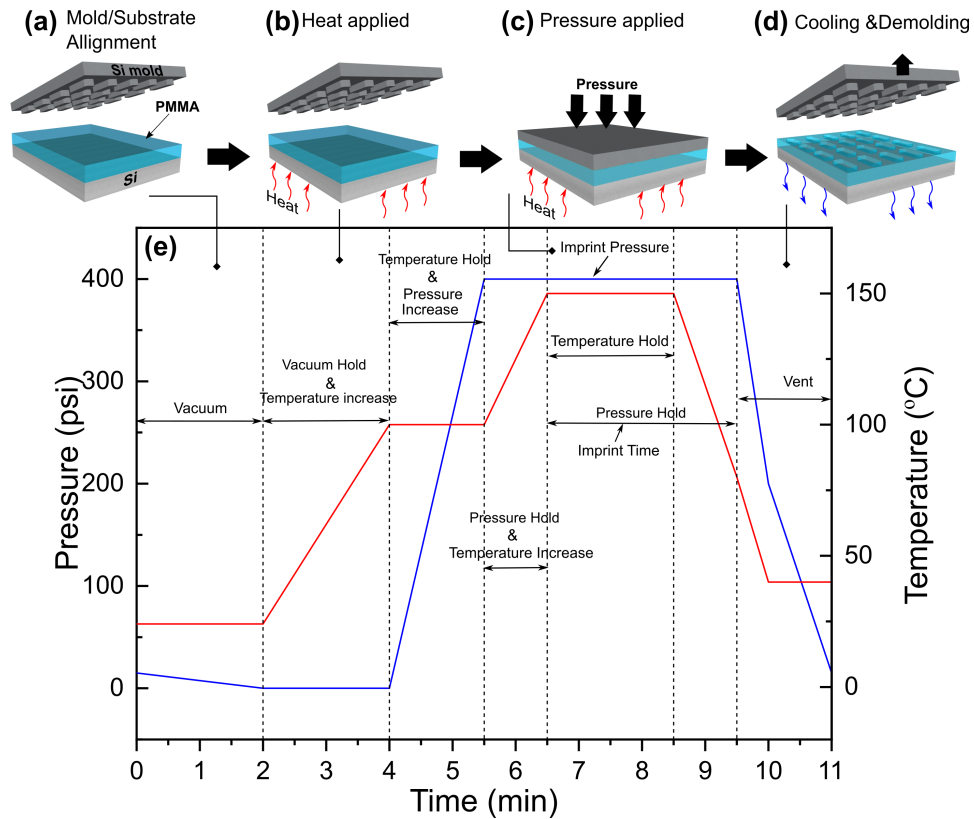 (a) Mold/Substrate
Allignment
(b) Heat applied
(c) Pressure applied
(d) Cooling &Demolding
Si mold
PMMA
Si
Heat
Pressure
Heat
(e)
Imprint Pressure
Temperature Hold
&
Pressure
Increase
Temperature Hold
Vacuum Hold
&
Temperature increase
Vent
Vacuum
Pressure Hold
Imprint Time
Pressure Hold
&
Temperature Increase
Pressure (psi)
400
300
200
100
0
Temperature (ºC)
150
100
50
0
0 1 2 3 4 5 6 7 8 9 10 11
Time (min)